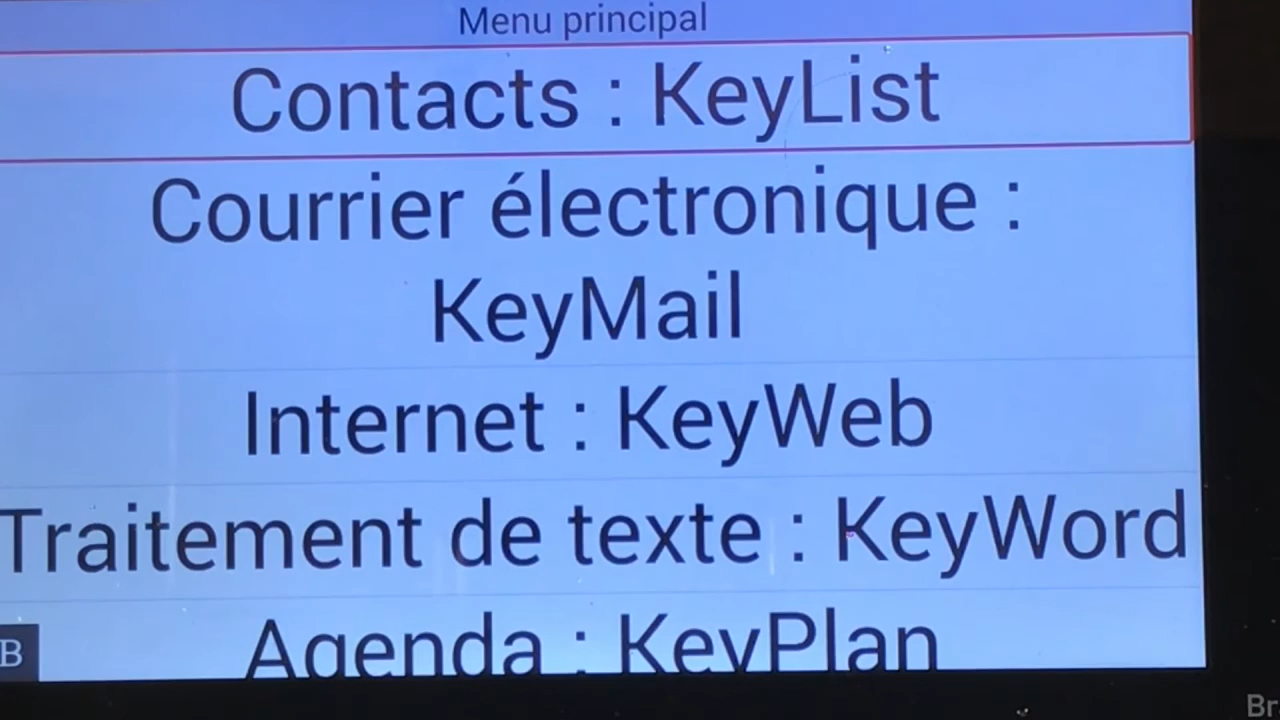 Menu principal
Contacts : KeyList
Courrier électronique :
KeyMail
Internet : KeyWeb
Traitement de texte : KeyWord
Agenda : KeyPlan
B